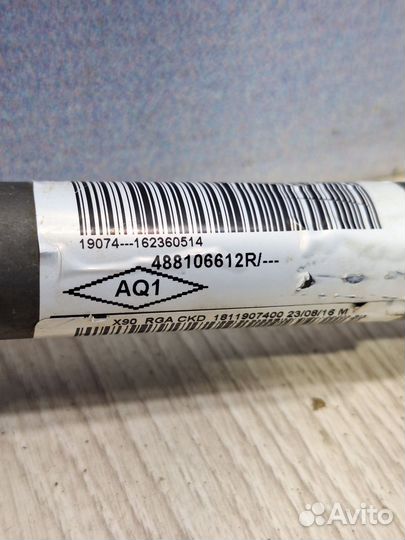 19074---162360514
488106612R/---
AQ1
X90 RGA CKD 1811907400 23/08/16 M
Avito